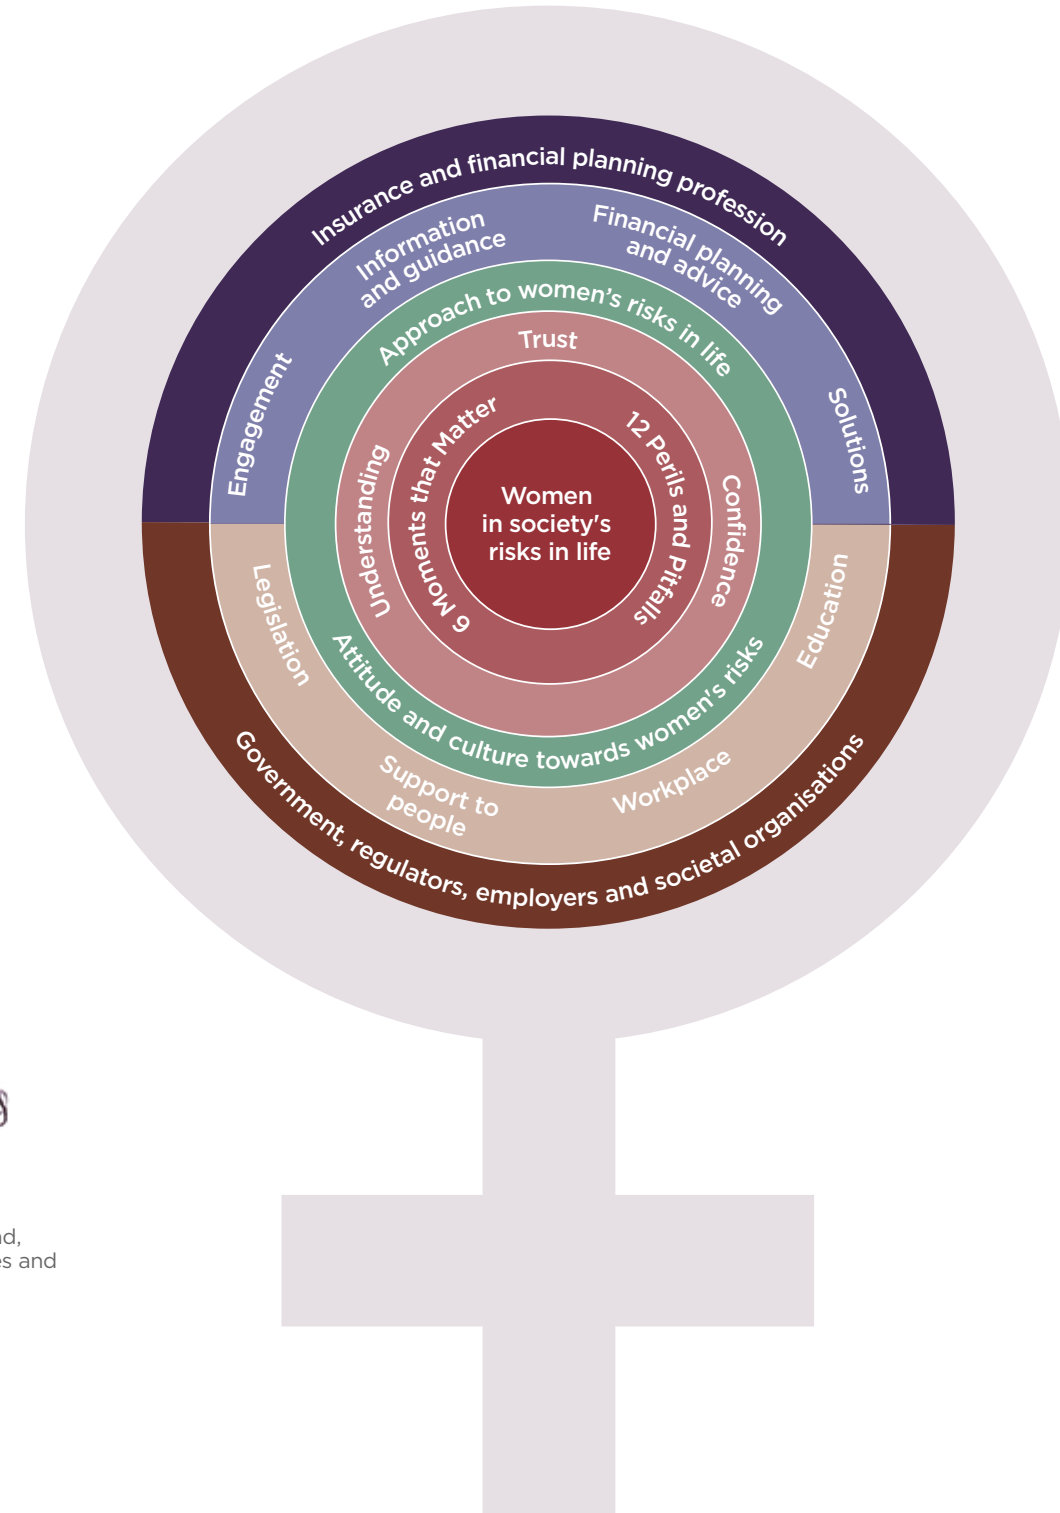 Insurance and financial planning profession
Information
and guidance
Financial planning
and advice
Engagement
Solutions
Approach to women's risks in life
Trust
Understanding
Confidence
6 Moments that Matter
12 Perils and Pitfalls
Women
in society's
risks in life
Legislation
Education
Attitude and culture towards women's risks
Support to
people
Workplace
Government, regulators, employers and societal organisations
and